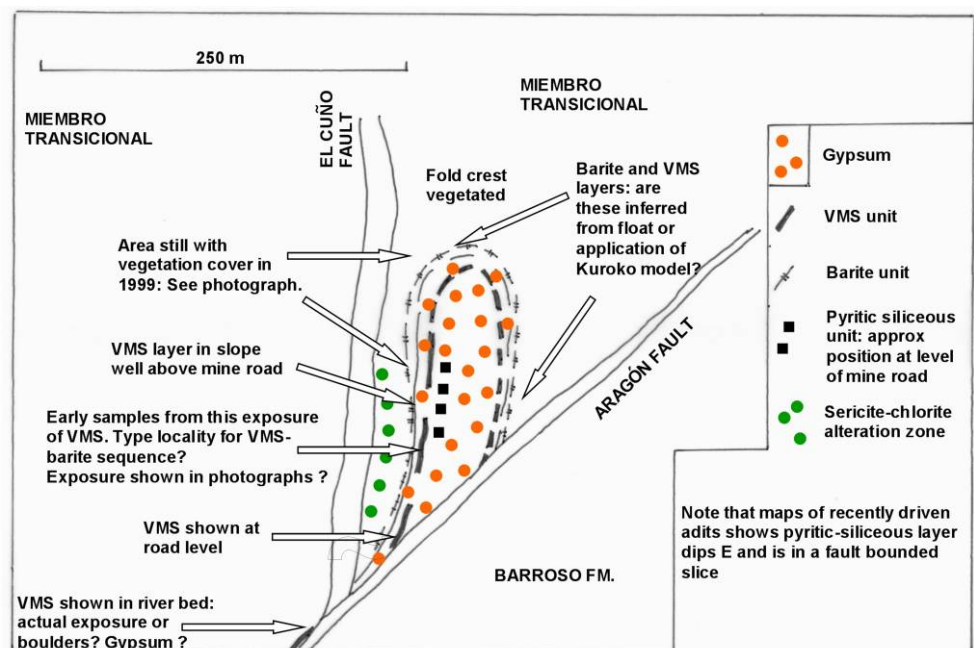 250 m
MIEMBRO
TRANSICIONAL
EL CUÑO
FAULT
MIEMBRO
TRANSICIONAL
Fold crest
vegetated
Barite and VMS
layers: are
these inferred
from float or
application of
Kuroko model?
Area still with
vegetation cover in
1999: See photograph.
VMS layer in slope
well above mine road
Early samples from this exposure
of VMS. Type locality for VMS-
barite sequence?
Exposure shown in photographs ?
VMS shown at
road level
VMS shown in river bed:
actual exposure or
boulders? Gypsum ?
ARAGÓN FAULT
BARROSO FM.
Gypsum
VMS unit
Barite unit
Pyritic siliceous
unit: approx
position at level
of mine road
Sericite-chlorite
alteration zone
Note that maps of recently driven
adits shows pyritic-siliceous layer
dips E and is in a fault bounded
slice